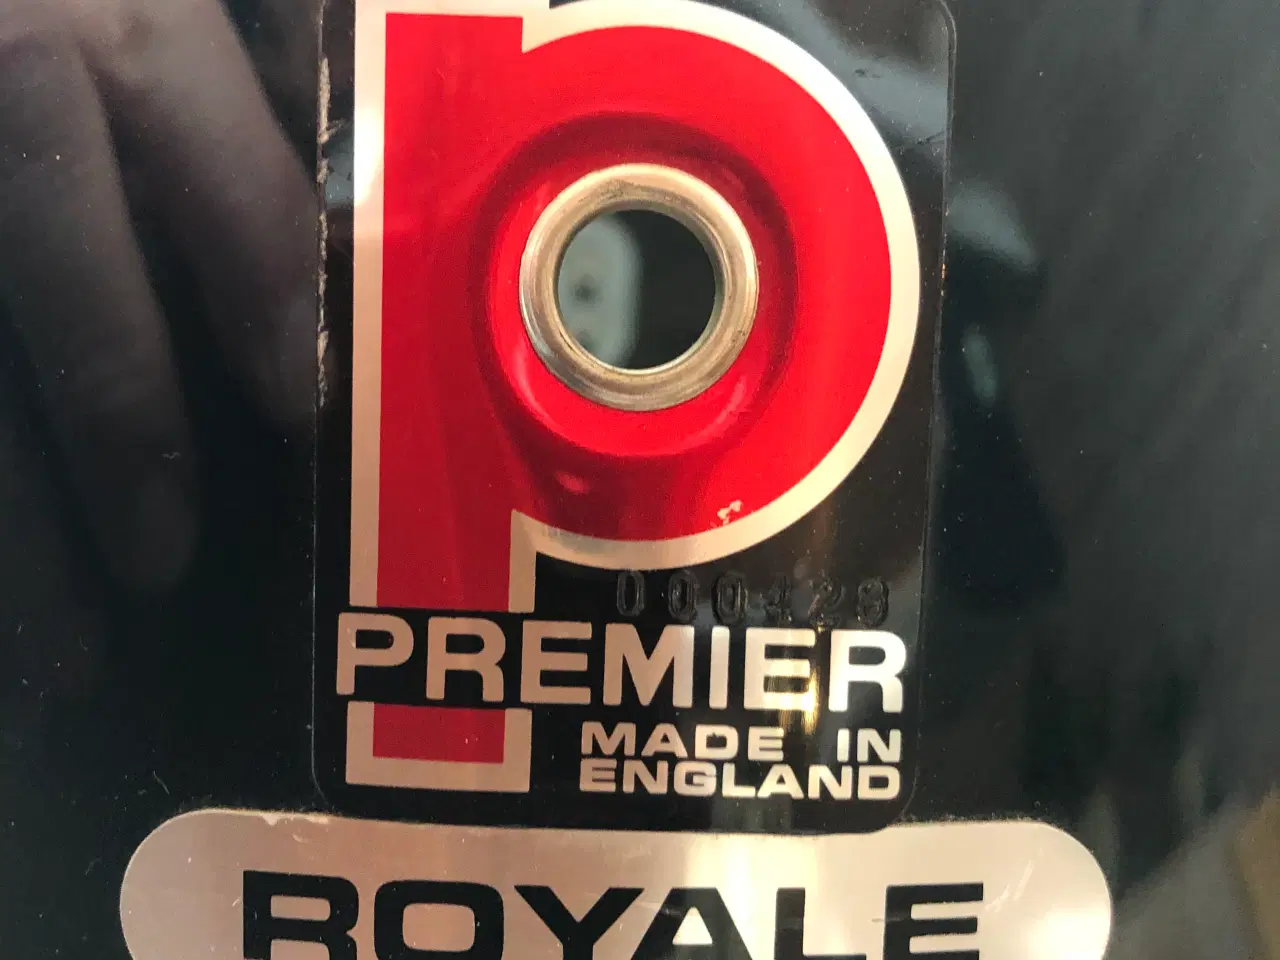 p
000428
PREMIER
MADE IN
ENGLAND
ROYALE